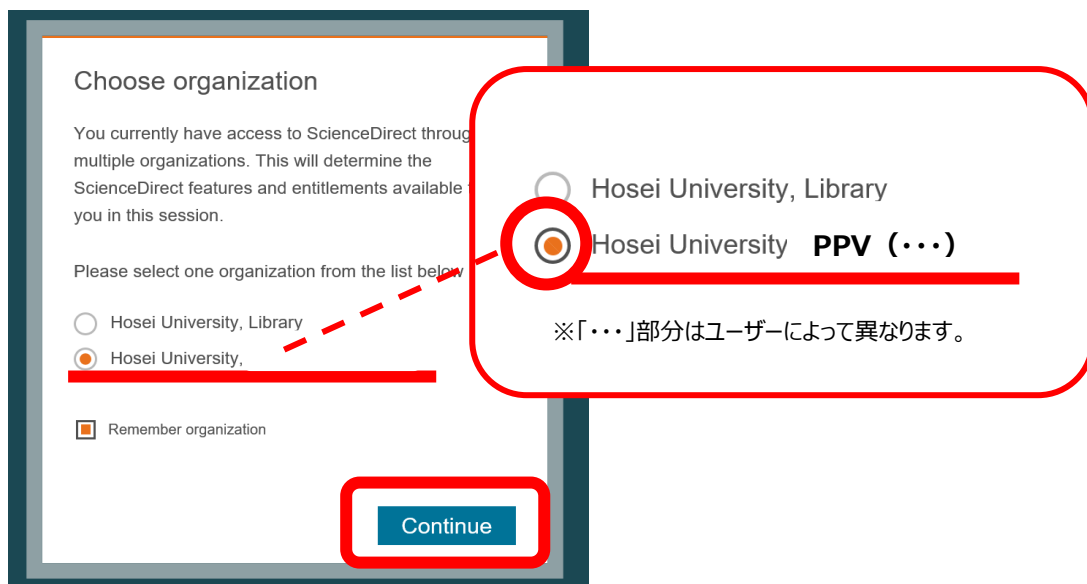 Choose organization
You currently have access to ScienceDirect throug
multiple organizations. This will determine the
ScienceDirect features and entitlements available
you in this session.
Please select one organization from the list below
Hosei University, Library
Hosei University,
Remember organization
Continue
Hosei University, Library
Hosei University PPV（・・・）
※「・・・」部分はユーザーによって異なります。